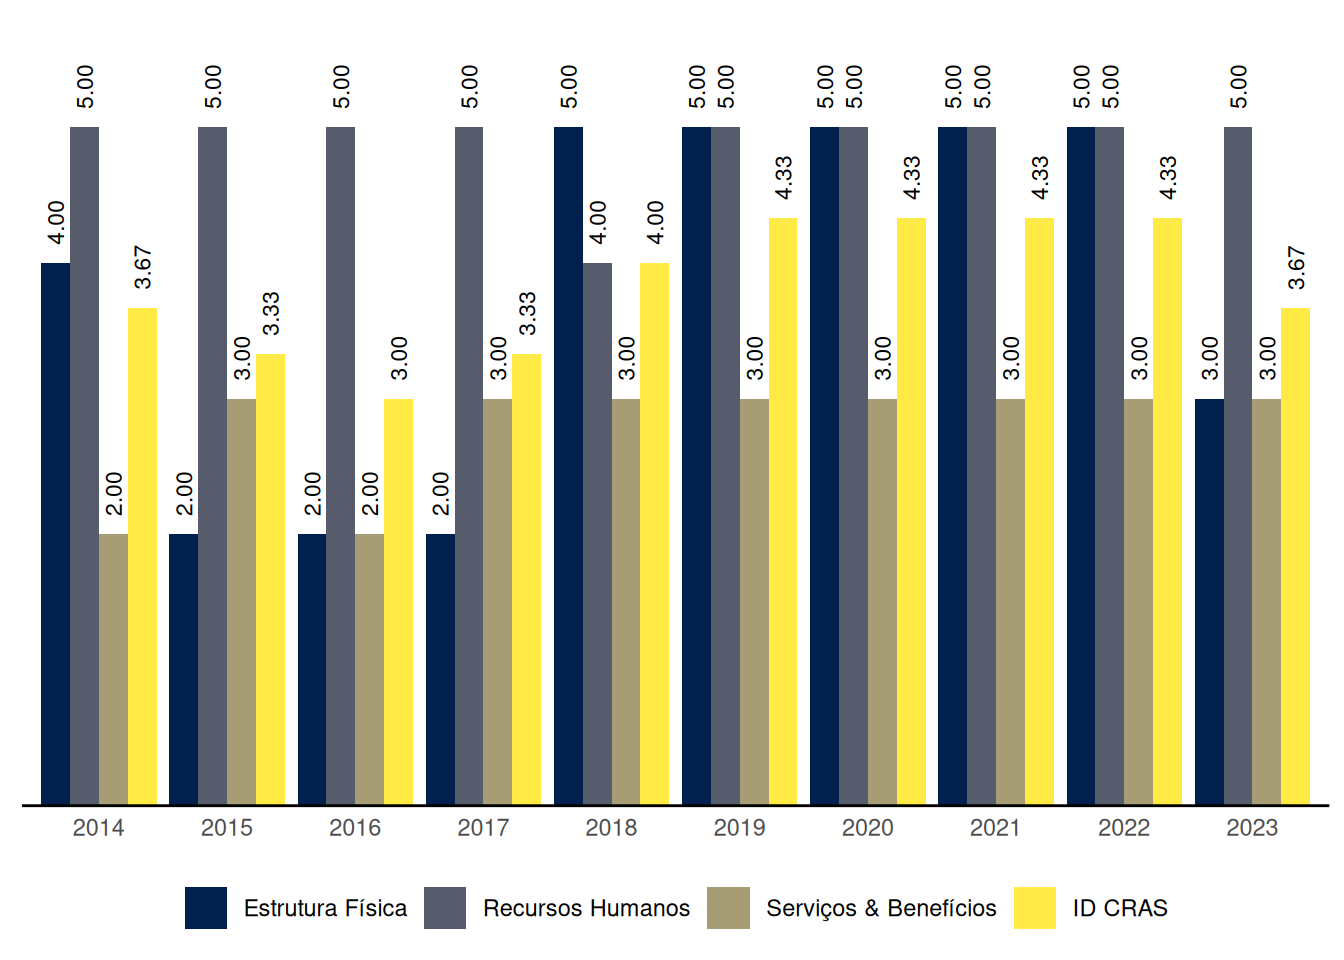 4.00 5.00 2.00 3.67 2.00 5.00 3.00 3.33 2.00 5.00 2.00 3.00 2.00 5.00 3.00 3.33 5.00 4.00 3.00 4.00 5.00 5.00 3.00 4.33 5.00 5.00 3.00 4.33 5.00 5.00 3.00 4.33 5.00 5.00 3.00 4.33 3.00 5.00 3.00 3.67
2014 2015 2016 2017 2018 2019 2020 2021 2022 2023
Estrutura Física Recursos Humanos Serviços & Benefícios ID CRAS